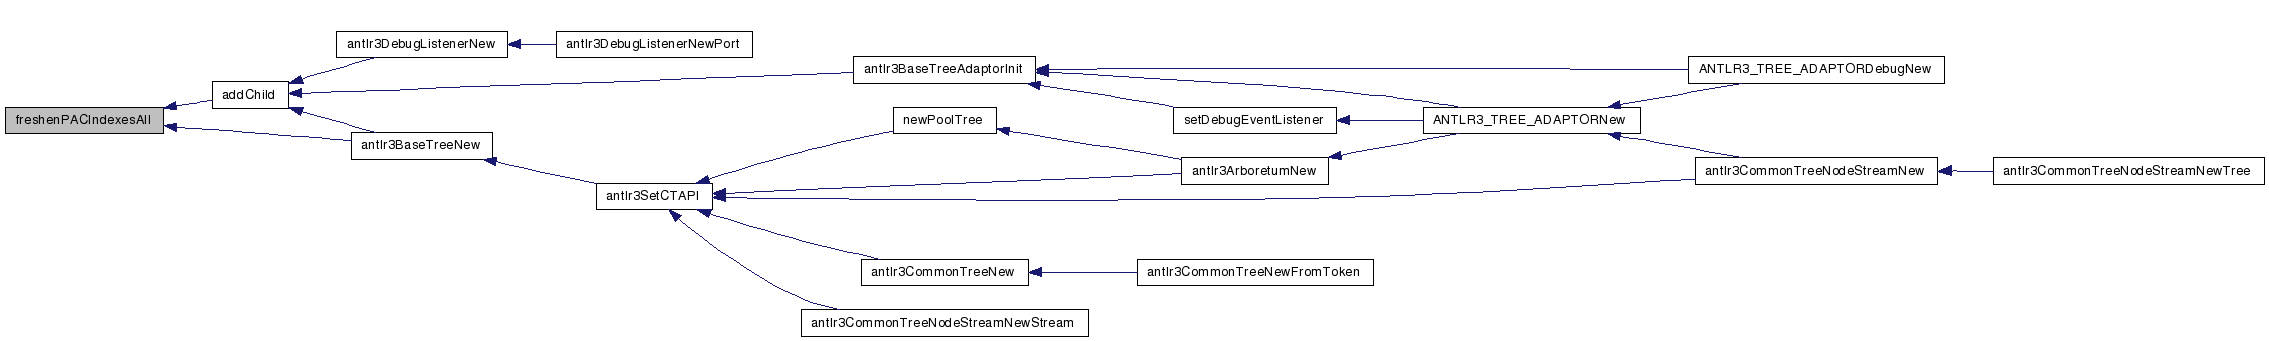 antlr3DebugListenerNew
antlr3DebugListenerNewPort
antlr3BaseTreeAdaptorInit
ANTLR3_TREE_ADAPTORDebugNew
addChild
freshenPACIndexesAll
newPoolTree
setDebugEventListener
ANTLR3_TREE_ADAPTORNew
antlr3BaseTreeNew
antlr3ArboretumNew
antlr3CommonTreeNodeStreamNew
antlr3CommonTreeNodeStreamNewTree
antlr3SetCTAPI
antlr3CommonTreeNew
antlr3CommonTreeNewFromToken
antlr3CommonTreeNodeStreamNewStream